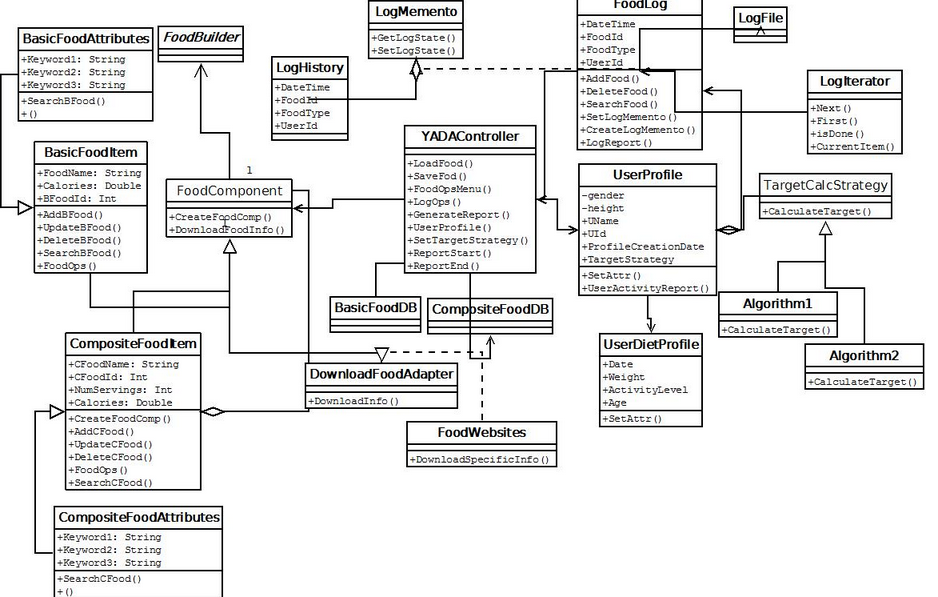 BasicFoodAttributes
+Keyword1: String
+Keyword2: String
+Keyword3: String
+SearchBFood()
+()
FoodBuilder
LogMemento
+GetLogState()
+SetLogState()
LogHistory
+DateTime
+FoodId
+FoodType
+UserId
FoodLog
+DateTime
+FoodId
+FoodType
+UserId
+AddFood()
+DeleteFood()
+SearchFood()
+SetLogMemento()
+CreateLogMemento()
+LogReport()
LogFile
LogIterator
+Next()
+First()
+isDone()
+CurrentItem()
BasicFoodItem
+FoodName: String
+Calories: Double
+BFoodId: Int
+AddBFood()
+UpdateBFood()
+DeleteBFood()
+SearchBFood()
+FoodOps()
1
FoodComponent
+CreateFoodComp()
+DownloadFoodInfo()
YADAController
+LoadFood()
+SaveFod()
+FoodOpsMenu()
+LogOps()
+GenerateReport()
+UserProfile()
+SetTargetStrategy()
+ReportStart()
+ReportEnd()
UserProfile
-gender
-height
+UName
+UId
+ProfileCreationDate
+TargetStrategy
+SetAttr()
+UserActivityReport()
TargetCalcStrategy
+CalculateTarget()
BasicFoodDB
CompositeFoodDB
Algorithm1
+CalculateTarget()
Algorithm2
+CalculateTarget()
CompositeFoodItem
+CFoodName: String
+CFoodId: Int
+NumServings: Int
+Calories: Double
+CreateFoodComp()
+AddCFood()
+UpdateCFood()
+DeleteCFood()
+FoodOps()
+SearchCFood()
DownloadFoodAdapter
+DownloadInfo()
UserDietProfile
+Date
+Weight
+ActivityLevel
+Age
+SetAttr()
FoodWebsites
+DownloadSpecificInfo()
CompositeFoodAttributes
+Keyword1: String
+Keyword2: String
+Keyword3: String
+SearchCFood()
+()